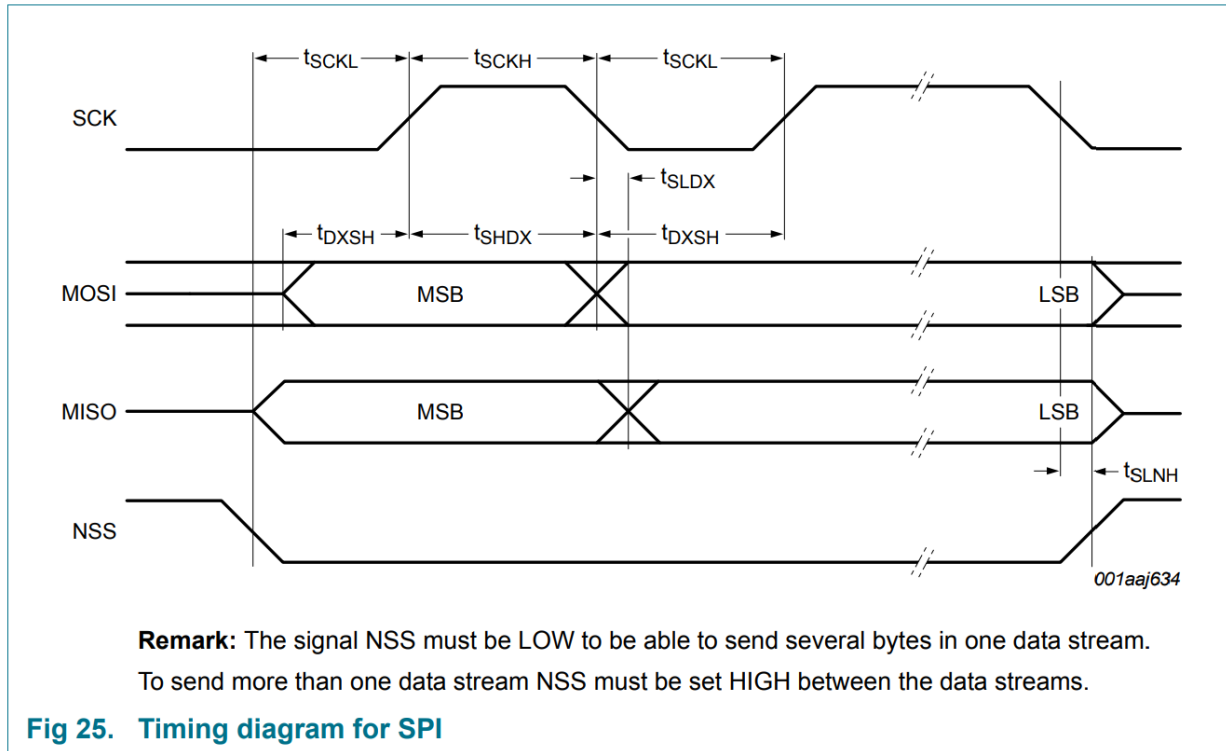 tSCKL tSCKH tSCKL
SCK
tSLDX
tDXSH tSHDX tDXSH
MOSI MSB LSB
MISO MSB LSB
tSLNH
NSS
001aaj634
Remark: The signal NSS must be LOW to be able to send several bytes in one data stream.
To send more than one data stream NSS must be set HIGH between the data streams.
Fig 25. Timing diagram for SPI